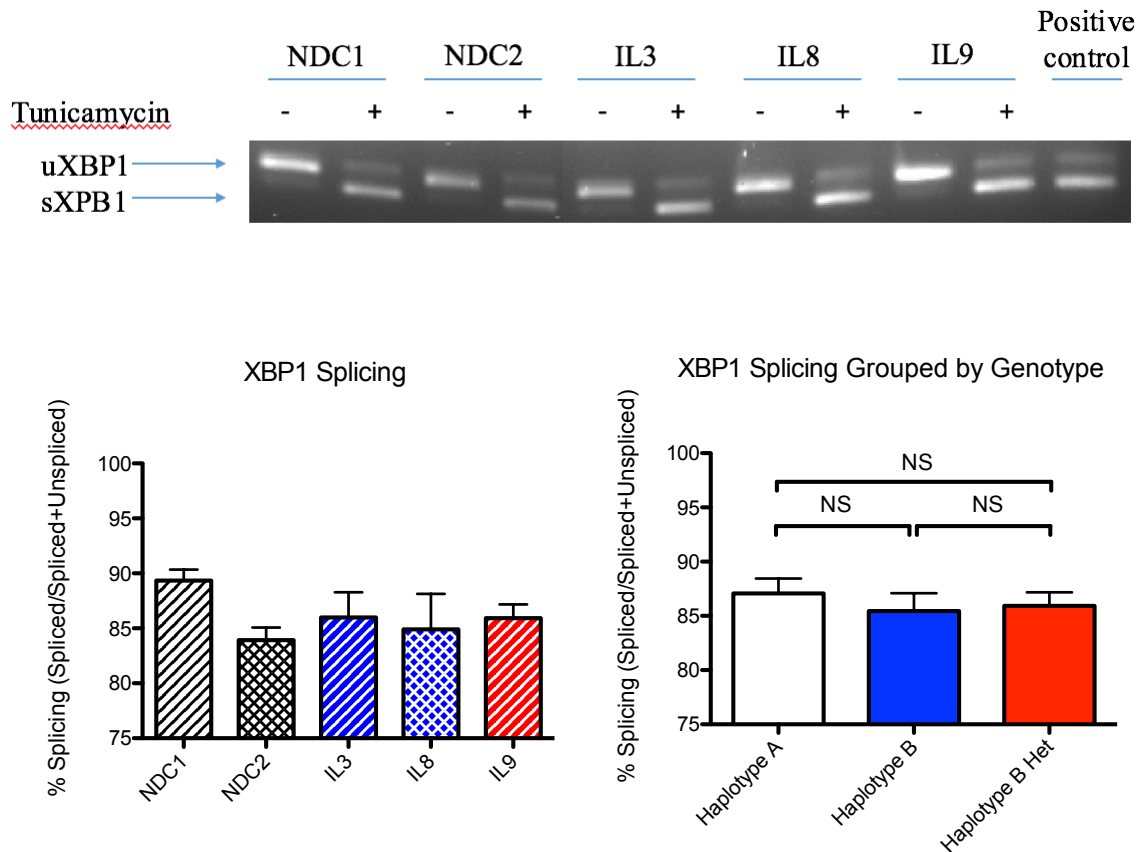 Positive
control
NDC1 NDC2 IL3 IL8 IL9
Tunicamycin - + - + - + - + - +
uXBP1
sXPB1
XBP1 Splicing
% Splicing (Spliced/Spliced+Unspliced)
100
95
90
85
80
75
NDC1 NDC2 IL3 IL8 IL9
XBP1 Splicing Grouped by Genotype
% Splicing (Spliced/Spliced+Unspliced)
100
95
90
85
80
75
NS
NS NS
Haplotype A Haplotype B Haplotype B Het